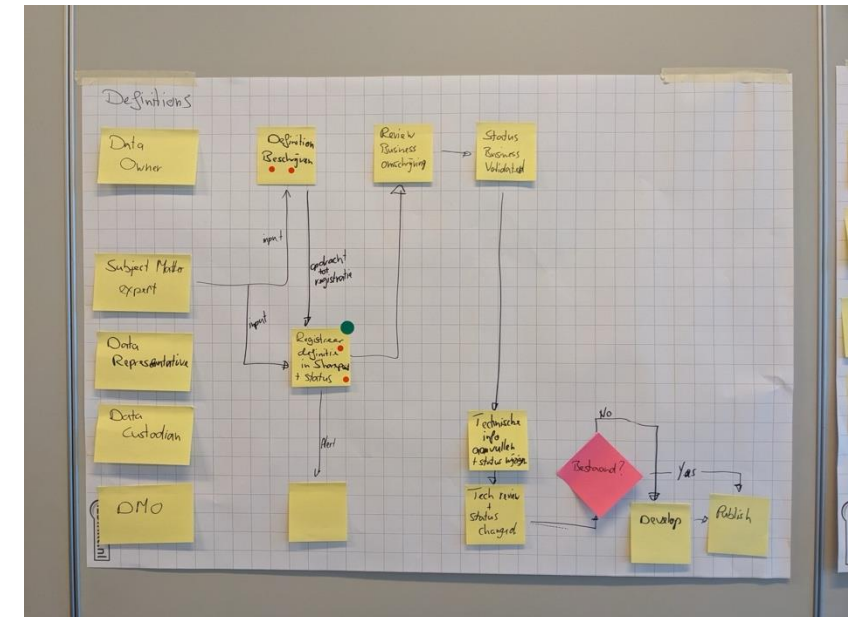 Definitions
Data
Owner
Definition
Beschrijven
Review
Business
Omschrijving
Status
Business
Validated
Subject Matter
expert
input
input
opdracht
tot
registratie
Data
Representative
Registreer
definitie
in Sharepoint
+ Status
Data
Custodian
Alert
Technische
info
aanvullen
+ status wijzigen
No
Bestaand?
Yes
DMO
Tech review
+
Status
Changed
Develop
Publish